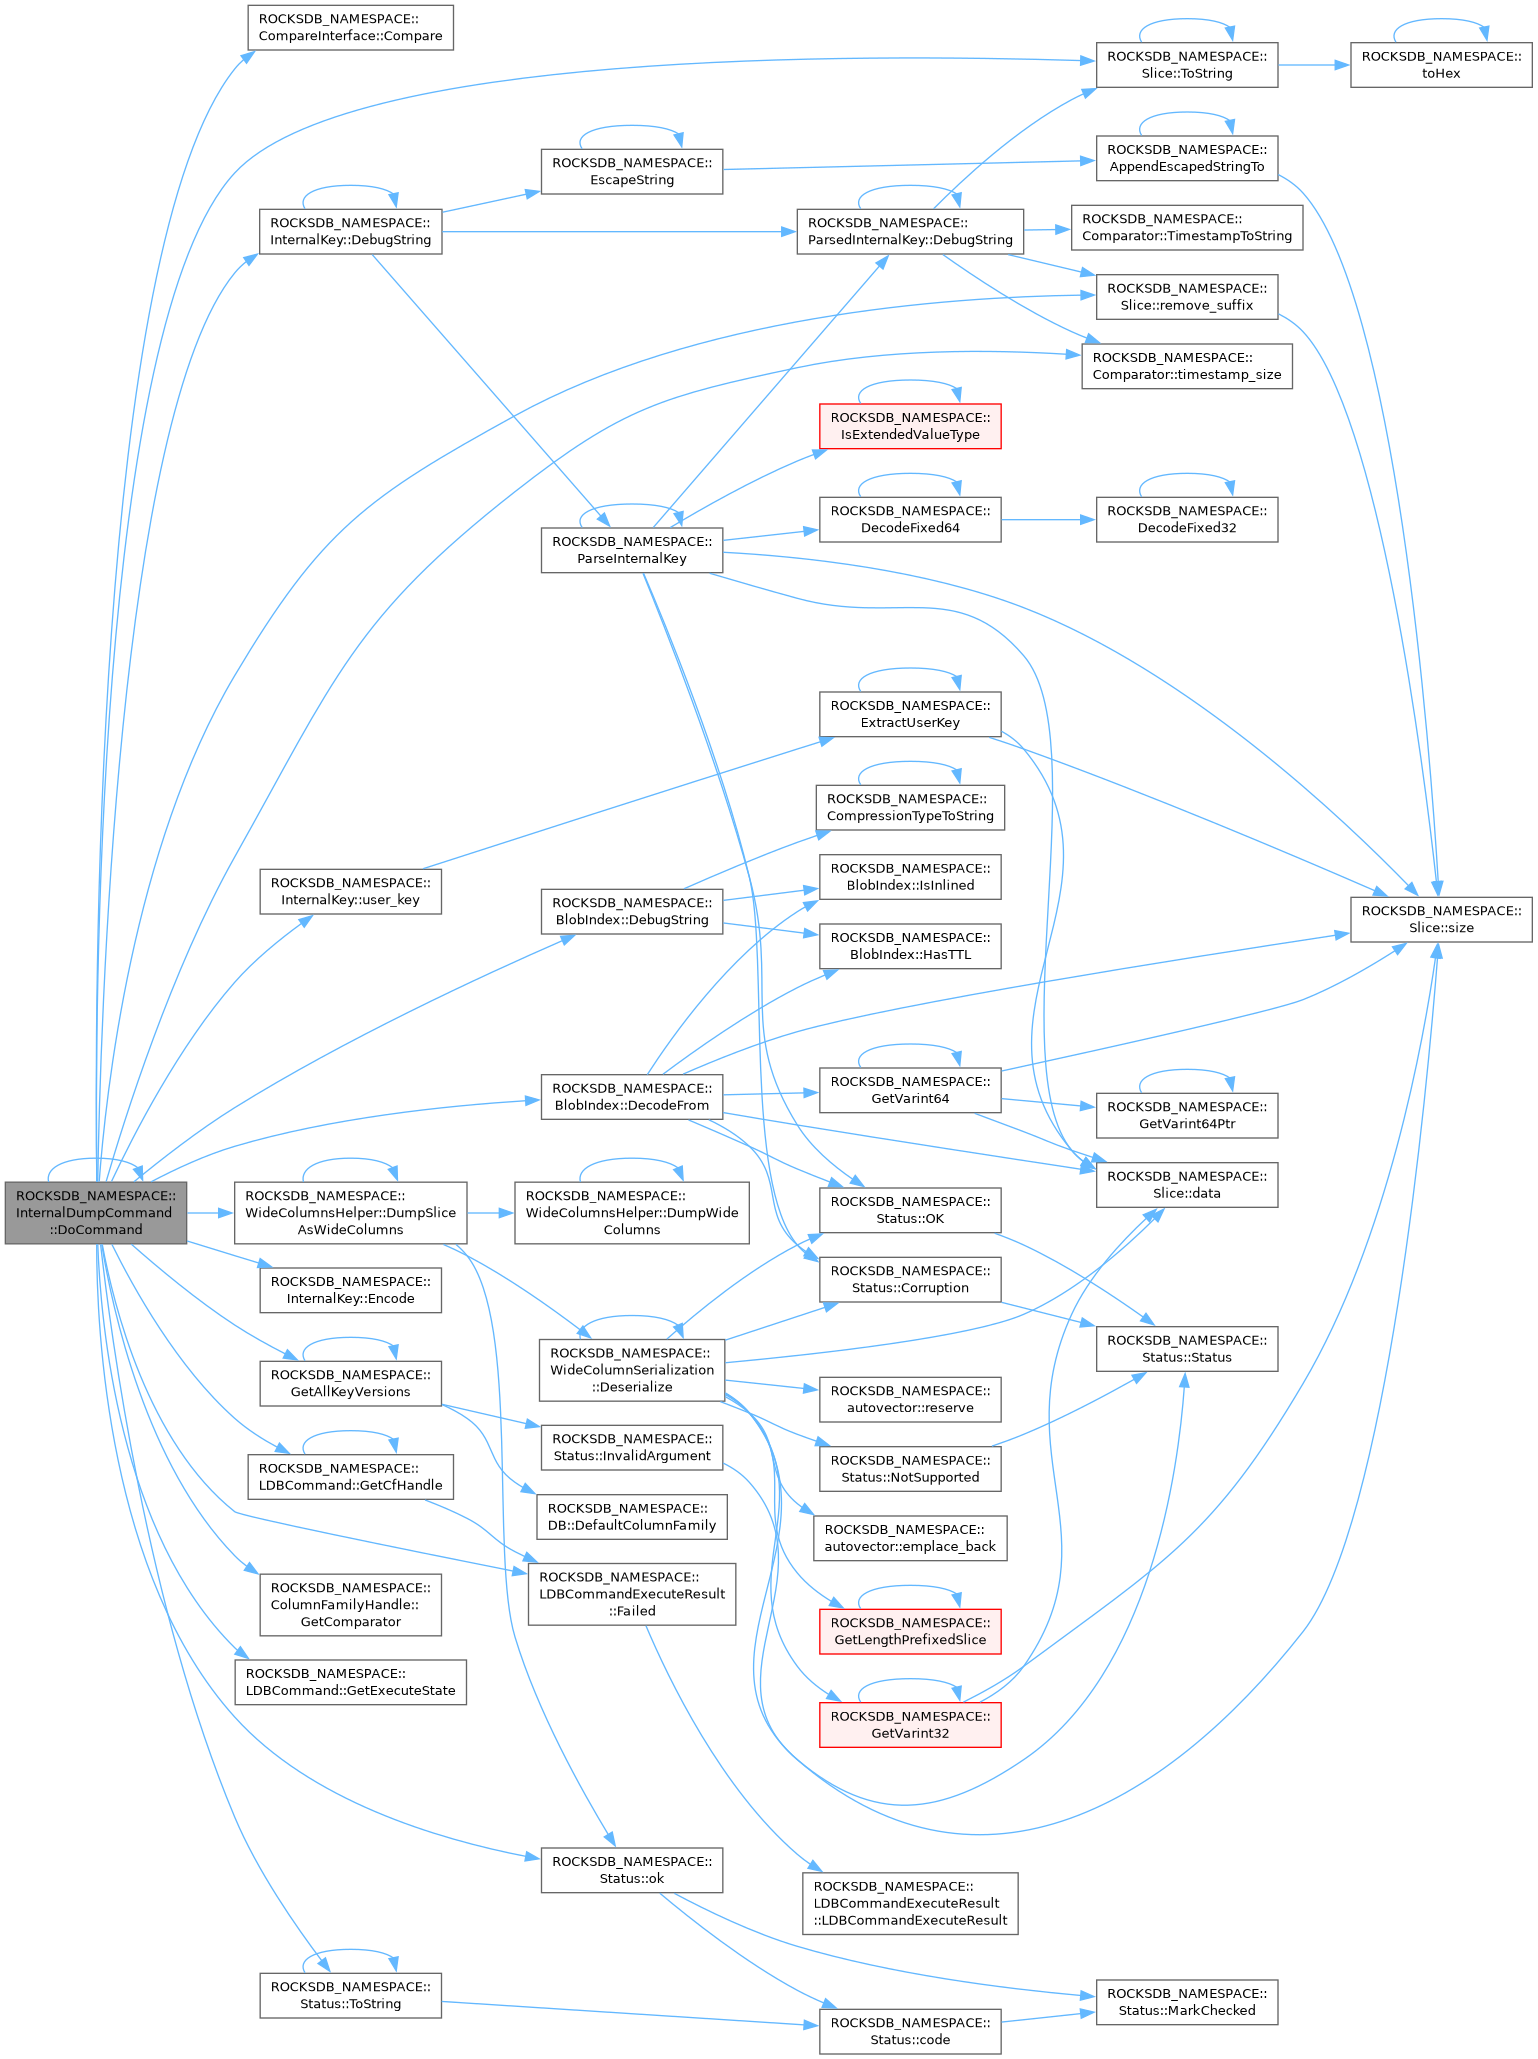 ROCKSDB_NAMESPACE::
InternalDumpCommand
::DoCommand
ROCKSDB_NAMESPACE::
CompareInterface::Compare
ROCKSDB_NAMESPACE::
InternalKey::DebugString
ROCKSDB_NAMESPACE::
InternalKey::user_key
ROCKSDB_NAMESPACE::
WideColumnsHelper::DumpSlice
AsWideColumns
ROCKSDB_NAMESPACE::
InternalKey::Encode
ROCKSDB_NAMESPACE::
GetAllKeyVersions
ROCKSDB_NAMESPACE::
LDBCommand::GetCfHandle
ROCKSDB_NAMESPACE::
ColumnFamilyHandle::
GetComparator
ROCKSDB_NAMESPACE::
LDBCommand::GetExecuteState
ROCKSDB_NAMESPACE::
Status::ToString
ROCKSDB_NAMESPACE::
EscapeString
ROCKSDB_NAMESPACE::
ParseInternalKey
ROCKSDB_NAMESPACE::
BlobIndex::DebugString
ROCKSDB_NAMESPACE::
BlobIndex::DecodeFrom
ROCKSDB_NAMESPACE::
WideColumnsHelper::DumpWide
Columns
ROCKSDB_NAMESPACE::
WideColumnSerialization
::Deserialize
ROCKSDB_NAMESPACE::
Status::InvalidArgument
ROCKSDB_NAMESPACE::
DB::DefaultColumnFamily
ROCKSDB_NAMESPACE::
LDBCommandExecuteResult
::Failed
ROCKSDB_NAMESPACE::
Status::ok
ROCKSDB_NAMESPACE::
ParsedInternalKey::DebugString
ROCKSDB_NAMESPACE::
IsExtendedValueType
ROCKSDB_NAMESPACE::
DecodeFixed64
ROCKSDB_NAMESPACE::
ExtractUserKey
ROCKSDB_NAMESPACE::
CompressionTypeToString
ROCKSDB_NAMESPACE::
BlobIndex::IsInlined
ROCKSDB_NAMESPACE::
BlobIndex::HasTTL
ROCKSDB_NAMESPACE::
GetVarint64
ROCKSDB_NAMESPACE::
Status::OK
ROCKSDB_NAMESPACE::
Status::Corruption
ROCKSDB_NAMESPACE::
autovector::reserve
ROCKSDB_NAMESPACE::
Status::NotSupported
ROCKSDB_NAMESPACE::
autovector::emplace_back
ROCKSDB_NAMESPACE::
GetLengthPrefixedSlice
ROCKSDB_NAMESPACE::
GetVarint32
ROCKSDB_NAMESPACE::
LDBCommandExecuteResult
::LDBCommandExecuteResult
ROCKSDB_NAMESPACE::
Status::code
ROCKSDB_NAMESPACE::
Slice::ToString
ROCKSDB_NAMESPACE::
AppendEscapedStringTo
ROCKSDB_NAMESPACE::
Comparator::TimestampToString
ROCKSDB_NAMESPACE::
Slice::remove_suffix
ROCKSDB_NAMESPACE::
Comparator::timestamp_size
ROCKSDB_NAMESPACE::
DecodeFixed32
ROCKSDB_NAMESPACE::
GetVarint64Ptr
ROCKSDB_NAMESPACE::
Slice::data
ROCKSDB_NAMESPACE::
Status::Status
ROCKSDB_NAMESPACE::
Status::MarkChecked
ROCKSDB_NAMESPACE::
toHex
ROCKSDB_NAMESPACE::
Slice::size